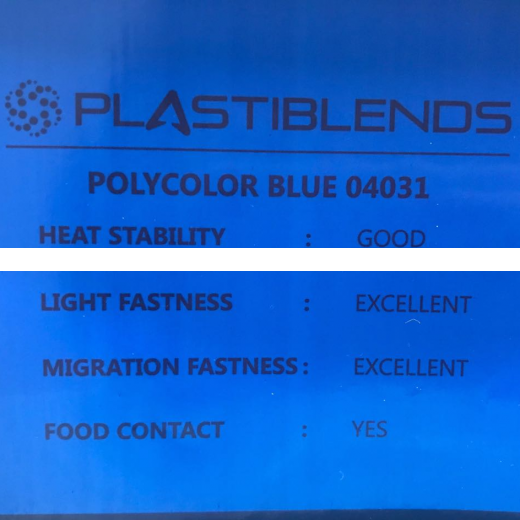 PLASTIBLENDS
POLYCOLOR BLUE 04031
HEAT STABILITY : GOOD
LIGHT FASTNESS : EXCELLENT
MIGRATION FASTNESS : EXCELLENT
FOOD CONTACT : YES